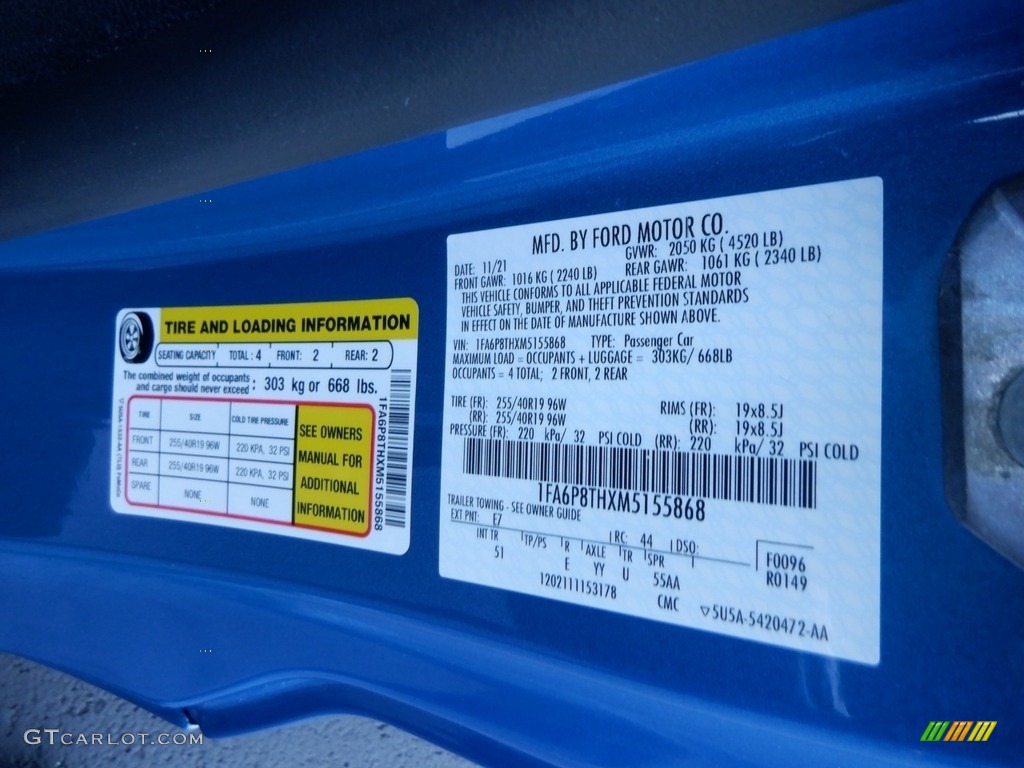 TIRE AND LOADING INFORMATION
SEATING CAPACITY TOTAL: 4 FRONT: 2 REAR: 2
The combined weight of occupants
and cargo should never exceed : 303 kg or 668 lbs.
TIRE SIZE COLD TIRE PRESSURE
FRONT 255/40R19 96W 220 KPA, 32 PSI
REAR 255/40R19 96W 220 KPA, 32 PSI
SPARE NONE NONE
SEE OWNERS
MANUAL FOR
ADDITIONAL
INFORMATION
1FA6P8THXM5155868
MFD. BY FORD MOTOR CO.
DATE: 11/21 GVWR: 2050 KG ( 4520 LB)
FRONT GAWR: 1016 KG ( 2240 LB) REAR GAWR: 1061 KG ( 2340 LB)
THIS VEHICLE CONFORMS TO ALL APPLICABLE FEDERAL MOTOR
VEHICLE SAFETY, BUMPER, AND THEFT PREVENTION STANDARDS
IN EFFECT ON THE DATE OF MANUFACTURE SHOWN ABOVE.
VIN: 1FA6P8THXM5155868 TYPE: Passenger Car
MAXIMUM LOAD = OCCUPANTS + LUGGAGE = 303KG/ 668LB
OCCUPANTS = 4 TOTAL; 2 FRONT, 2 REAR
TIRE (FR): 255/40R19 96W RIMS (FR): 19x8.5J
(RR): 255/40R19 96W (RR): 19x8.5J
PRESSURE (FR): 220 kPa/ 32 PSI COLD (RR): 220 kPa/ 32 PSI COLD
1FA6P8THXM5155868
TRAILER TOWING - SEE OWNER GUIDE
EXT PNT: E7 RC: 44 DSO:
INT TR TP/PS R AXLE TR SPR
51 E YY U 55AA
F0096
R0149
1202111153178 CMC
5U5A-5420472-AA
GTCARLOT.COM